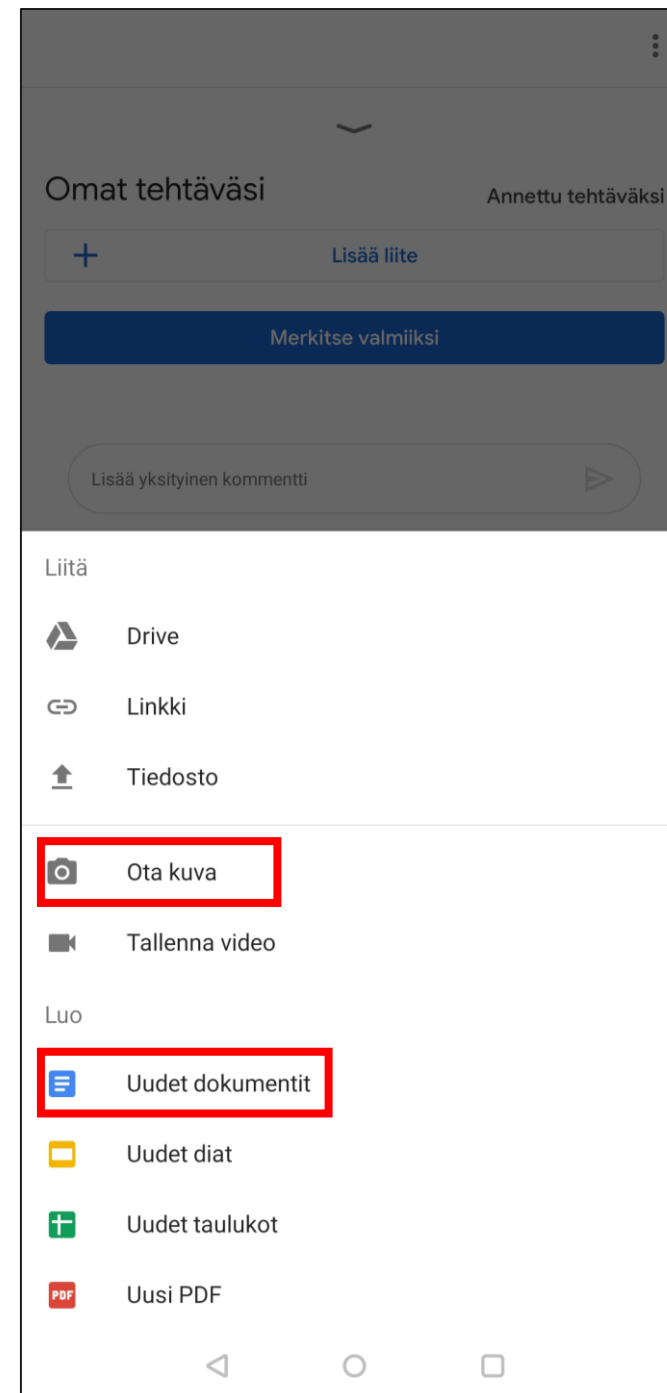 Omat tehtäväsi
Annettu tehtäväksi
Lisää liite
Merkitse valmiiksi
Lisää yksityinen kommentti
Liitä
Drive
Linkki
Tiedosto
Ota kuva
Tallenna video
Luo
Uudet dokumentit
Uudet diat
Uudet taulukot
PDF Uusi PDF